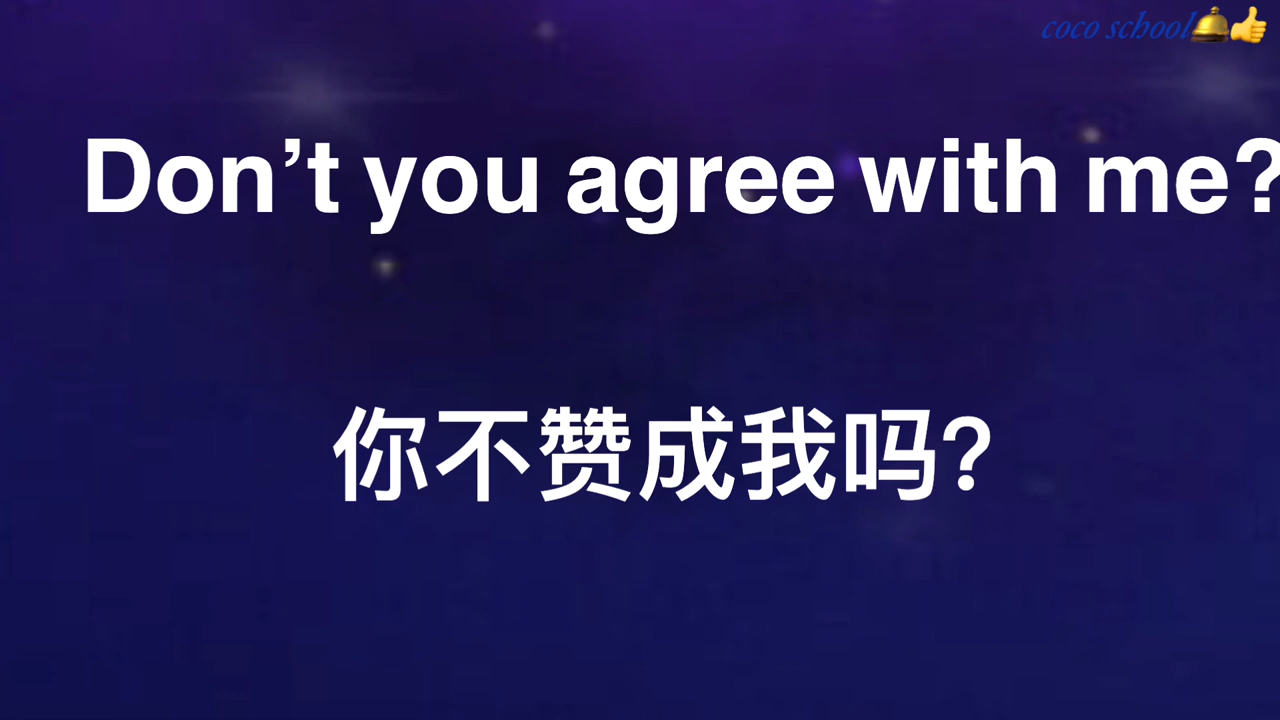 coco school🛎👍
Don’t you agree with me?
你不赞成我吗?